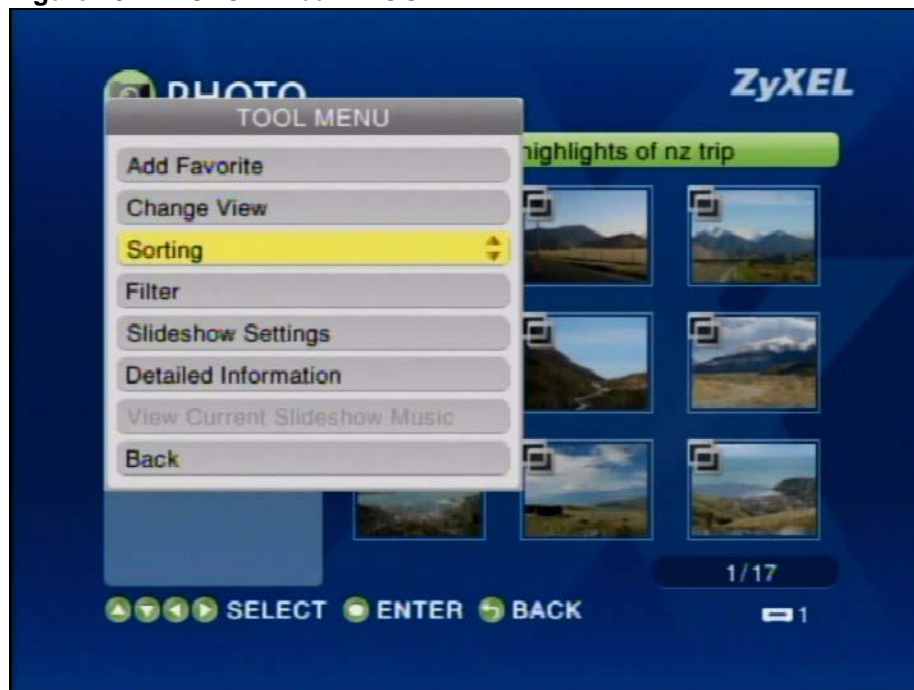 PHOTO
ZyXEL
TOOL MENU
highlights of nz trip
Add Favorite
Change View
Sorting
Filter
Slideshow Settings
Detailed Information
View Current Slideshow Music
Back
1/17
SELECT ENTER BACK
1